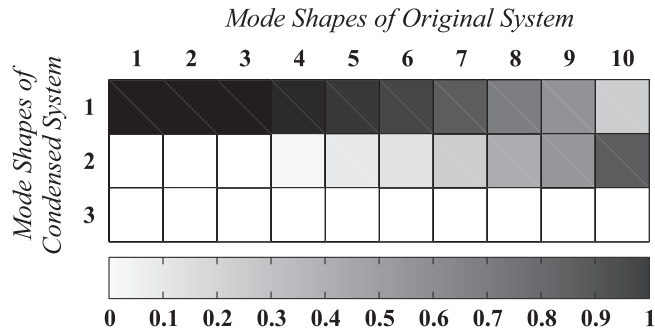 Mode Shapes of Original System
1 2 3 4 5 6 7 8 9 10
Mode Shapes of
Condensed System
1
2
3
0 0.1 0.2 0.3 0.4 0.5 0.6 0.7 0.8 0.9 1